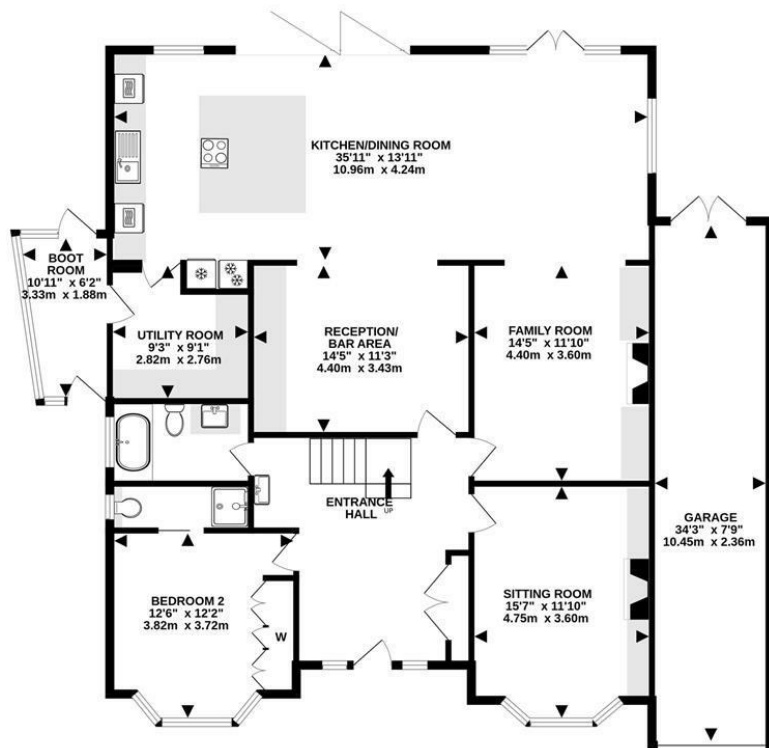 KITCHEN/DINING ROOM
35'11" x 13'11"
10.96m x 4.24m
BOOT
ROOM
10'11" x 6'2"
3.33m x 1.88m
UTILITY ROOM
9'3" x 9'1"
2.82m x 2.76m
RECEPTION/
BAR AREA
14'5" x 11'3"
4.40m x 3.43m
FAMILY ROOM
14'5" x 11'10"
4.40m x 3.60m
ENTRANCE
HALL
UP
GARAGE
34'3" x 7'9"
10.45m x 2.36m
BEDROOM 2
12'6" x 12'2"
3.82m x 3.72m
W
SITTING ROOM
15'7" x 11'10"
4.75m x 3.60m